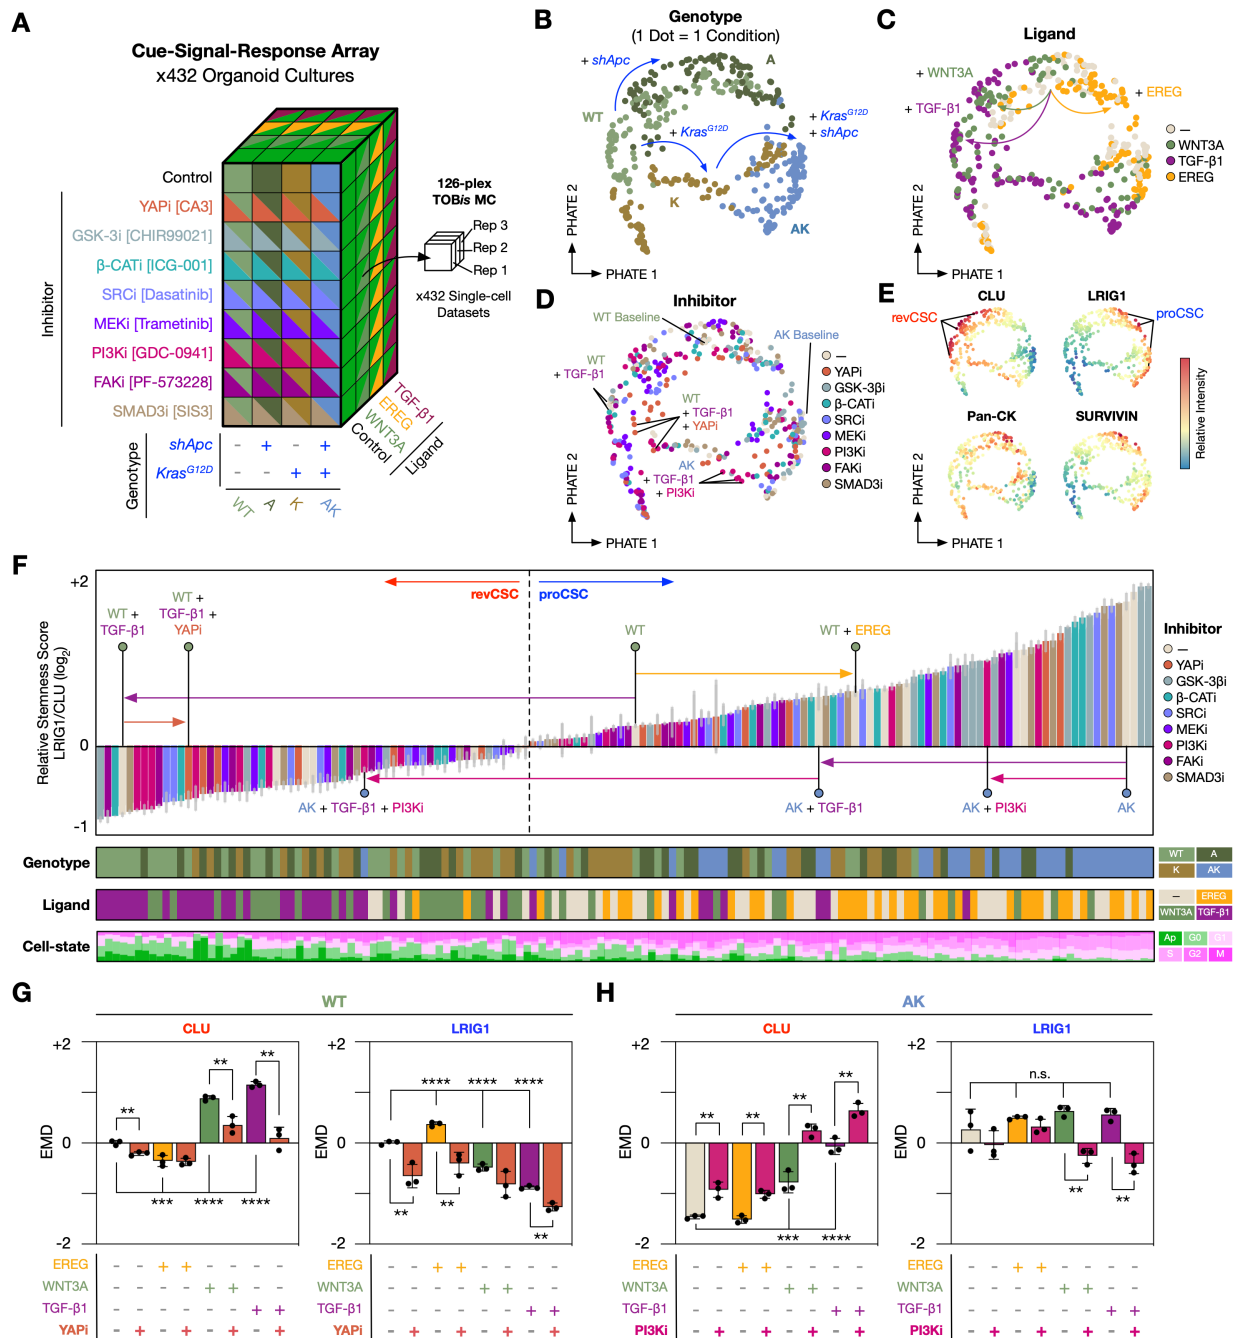 A
Cue-Signal-Response Array
x432 Organoid Cultures
Inhibitor
Control
YAPi [CA3]
GSK-3i [CHIR99021]
β-CATi [ICG-001]
SRCi [Dasatinib]
MEKi [Trametinib]
PI3Ki [GDC-0941]
FAKi [PF-573228]
SMAD3i [SIS3]
126-plex
TOBis MC
Rep 3
Rep 2
Rep 1
x432 Single-cell
Datasets
TGF-β1
EREG
WNT3A
Control
Ligand
Genotype
shApc - + - +
KrasG12D - - + +
WT A K AK
B
Genotype
(1 Dot = 1 Condition)
+ shApc
A
WT
+ KrasG12D
+ KrasG12D
+ shApc
K
AK
PHATE 2
PHATE 1
C
Ligand
+ WNT3A
+ TGF-β1
+ EREG
—
WNT3A
TGF-β1
EREG
PHATE 2
PHATE 1
D
Inhibitor
WT Baseline
AK Baseline
WT
+ TGF-β1
WT
+ TGF-β1
+ YAPi
AK
+ TGF-β1
+ PI3Ki
—
YAPi
GSK-3βi
β-CATi
SRCi
MEKi
PI3Ki
FAKi
SMAD3i
PHATE 2
PHATE 1
E
CLU
LRIG1
revCSC
proCSC
Pan-CK
SURVIVIN
Relative Intensity
PHATE 2
PHATE 1
F
Relative Stemness Score
LRIG1/CLU (log2)
+2
0
-1
revCSC
proCSC
WT +
TGF-β1
WT +
TGF-β1 +
YAPi
WT
WT + EREG
AK + TGF-β1 + PI3Ki
AK + TGF-β1
AK + PI3Ki
AK
Inhibitor
—
YAPi
GSK-3βi
β-CATi
SRCi
MEKi
PI3Ki
FAKi
SMAD3i
Genotype
WT A
K AK
Ligand
— EREG
WNT3A TGF-β1
Cell-state
Ap G0 G1
S G2 M
G
WT
CLU
EMD
+2
0
-2
**
**
**
***
****
****
EREG - - + + - - - -
WNT3A - - - - + + - -
TGF-β1 - - - - - - + +
YAPi - + - + - + - +
LRIG1
EMD
+2
0
-2
****
****
****
**
**
**
EREG - - + + - - - -
WNT3A - - - - + + - -
TGF-β1 - - - - - - + +
YAPi - + - + - + - +
H
AK
CLU
EMD
+2
0
-2
**
**
**
**
***
****
EREG - - + + - - - -
WNT3A - - - - + + - -
TGF-β1 - - - - - - + +
PI3Ki - + - + - + - +
LRIG1
EMD
+2
0
-2
n.s.
**
**
EREG - - + + - - - -
WNT3A - - - - + + - -
TGF-β1 - - - - - - + +
PI3Ki - + - + - + - +